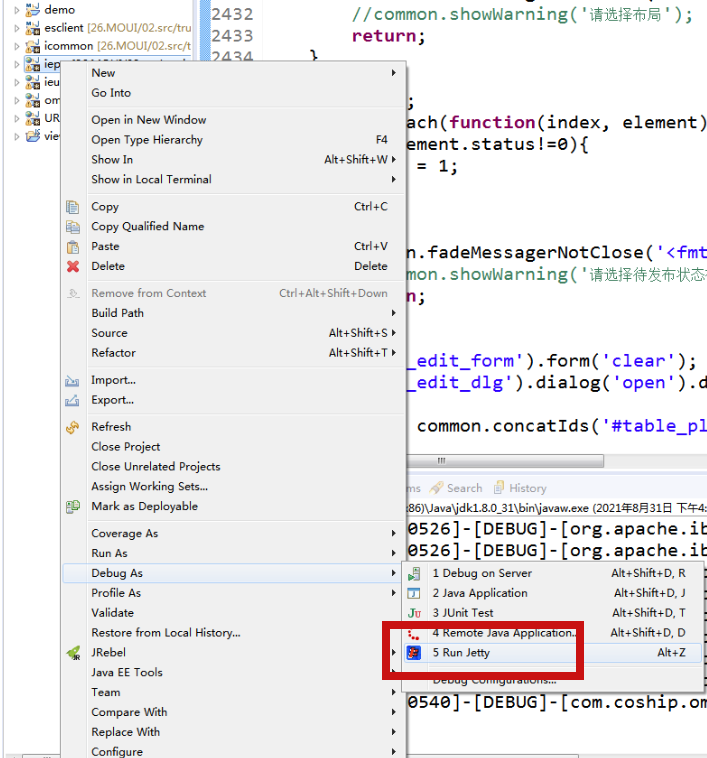 demo
esclient [26.MOUI/02.src/tru
icommon [26.MOUI/02.src/t
iep
ieu
om
UR
vie
2432 //common.showWarning('请选择布局');
2433 return;
2434 }
;
ach(function(index, element)
ement.status!=0){
= 1;
n.fadeMessagerNotClose('<fmt
mon.showWarning('请选择待发布状态
n;
_edit_form').form('clear');
_edit_dlg').dialog('open').d
common.concatIds('#table_pl
New
Go Into
Open in New Window
Open Type Hierarchy F4
Show In Alt+Shift+W
Show in Local Terminal
Copy Ctrl+C
Copy Qualified Name
Paste Ctrl+V
Delete Delete
Remove from Context Ctrl+Alt+Shift+Down
Build Path
Source Alt+Shift+S
Refactor Alt+Shift+T
Import...
Export...
Refresh
Close Project
Close Unrelated Projects
Assign Working Sets...
Mark as Deployable
Coverage As
Run As
Debug As
Profile As
Validate
Restore from Local History...
JRebel
Java EE Tools
Team
Compare With
Replace With
Configure
ms Search History
:86)\Java\jdk1.8.0_31\bin\javaw.exe (2021年8月31日 下午4:
0526]-[DEBUG]-[org.apache.ib
0526]-[DEBUG]-[org.apache.ib
1 Debug on Server Alt+Shift+D, R
2 Java Application Alt+Shift+D, J
3 JUnit Test Alt+Shift+D, T
4 Remote Java Application.. Alt+Shift+D, D
5 Run Jetty Alt+Z
Debug Configurations...
0540]-[DEBUG]-[com.coship.om